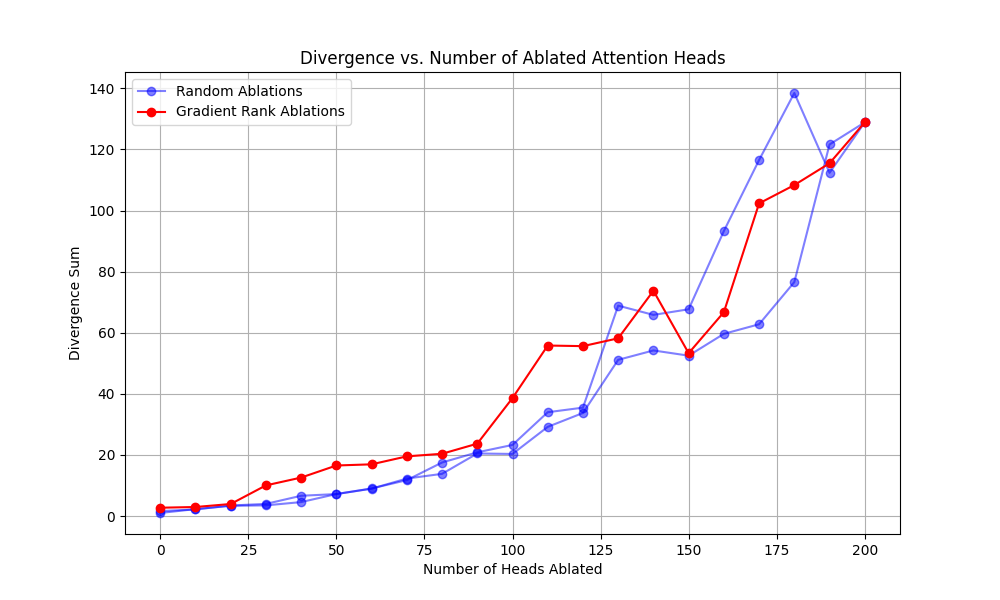 Divergence vs. Number of Ablated Attention Heads
Random Ablations
Gradient Rank Ablations
Divergence Sum
140
120
100
80
60
40
20
0
0 25 50 75 100 125 150 175 200
Number of Heads Ablated